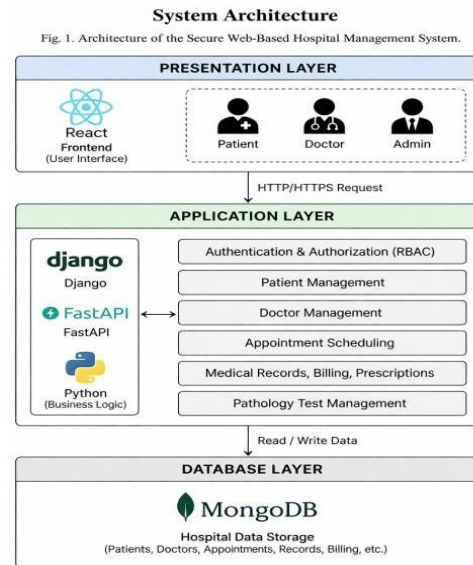 System Architecture
Fig. 1. Architecture of the Secure Web-Based Hospital Management System.
PRESENTATION LAYER
React
Frontend
(User Interface)
Patient
Doctor
Admin
HTTP/HTTPS Request
APPLICATION LAYER
django
Django
FastAPI
FastAPI
Python
(Business Logic)
Authentication & Authorization (RBAC)
Patient Management
Doctor Management
Appointment Scheduling
Medical Records, Billing, Prescriptions
Pathology Test Management
Read / Write Data
DATABASE LAYER
MongoDB
Hospital Data Storage
(Patients, Doctors, Appointments, Records, Billing, etc.)